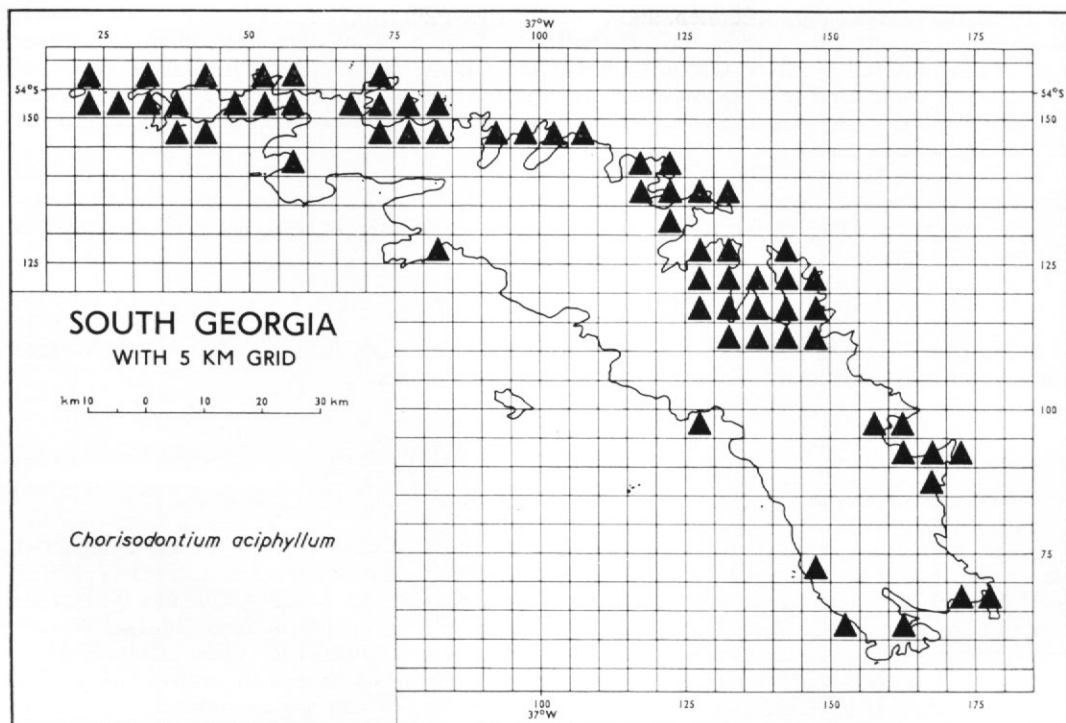 37°W
25 50 75 100 125 150 175
54°S 54°S
150 150
125 125
SOUTH GEORGIA
WITH 5 KM GRID
km 10 0 10 20 30 km
100
Chorisodontium aciphyllum
75
100 125 150 175
37°W